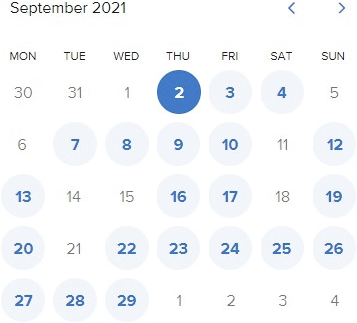 September 2021
MON TUE WED THU FRI SAT SUN
30 31 1 2 3 4 5
6 7 8 9 10 11 12
13 14 15 16 17 18 19
20 21 22 23 24 25 26
27 28 29 1 2 3 4